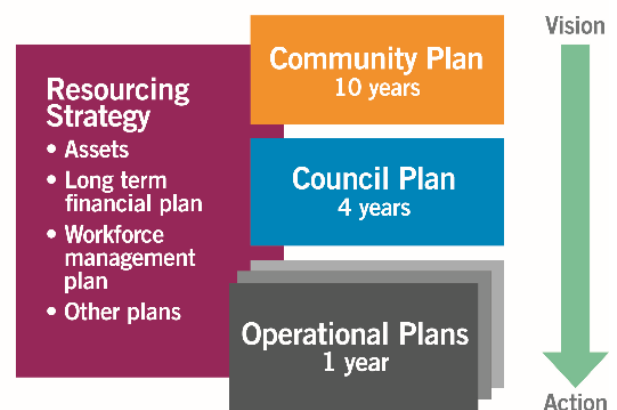 Resourcing
Strategy
• Assets
• Long term
financial plan
• Workforce
management
plan
• Other plans
Community Plan
10 years
Council Plan
4 years
Operational Plans
1 year
Vision
Action